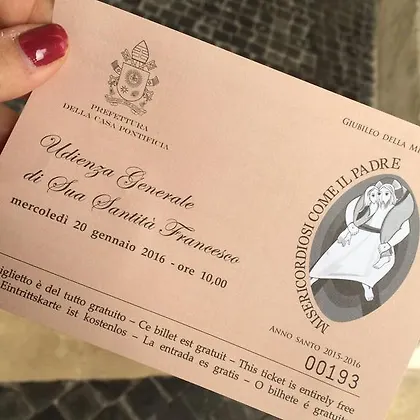 PREFETTURA
DELLA CASA PONTIFICIA
GIUBILEO DELLA
Udienza Generale
di Sua Santità Francesco
mercoledì 20 gennaio 2016 - ore 10,00
MISERICORDIOSI COME IL PADRE
ANNO SANTO 2015-2016
00193
è del tutto gratuito – Ce billet est gratuit – This ticket is entirely free
Eintrittskarte ist kostenlos – La entrada es gratis – O bilhete é